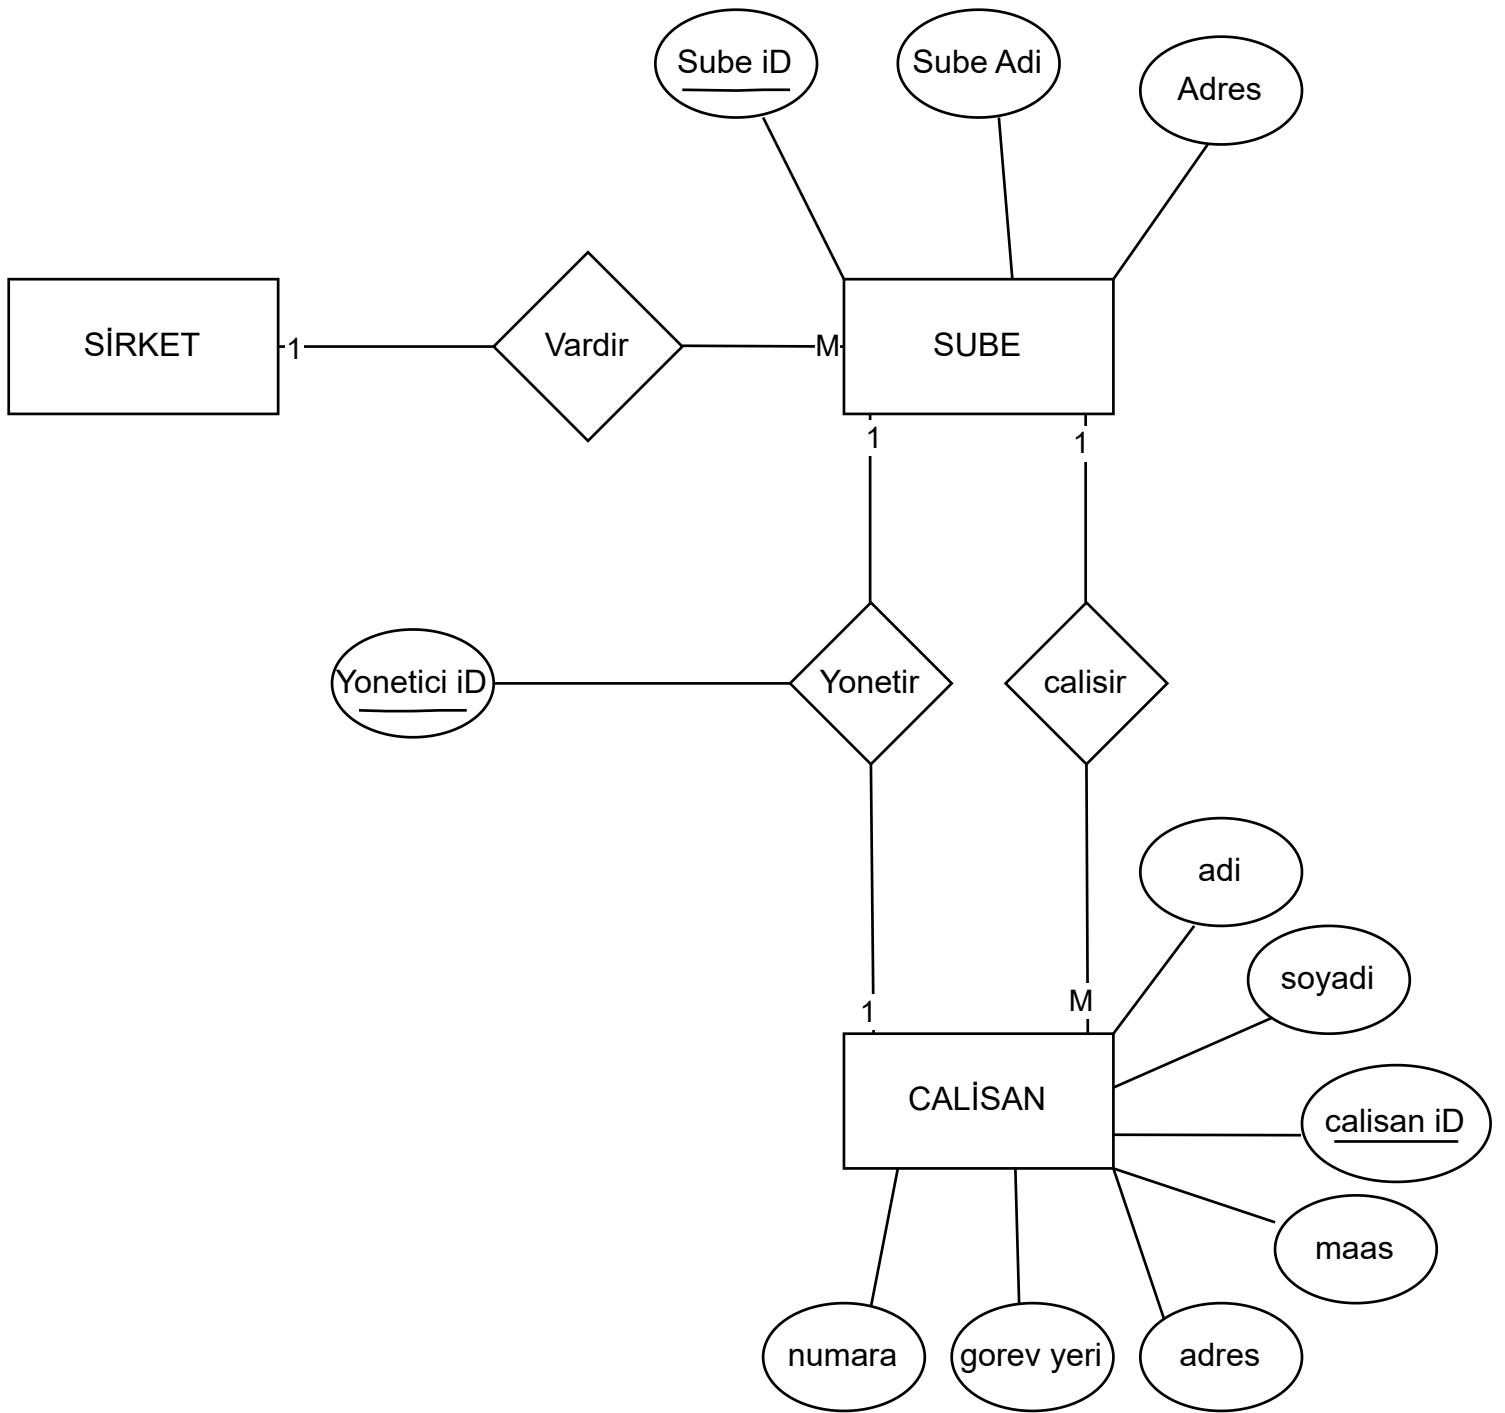 Sube iD
Sube Adi
Adres
SİRKET
1
Vardir
M
SUBE
1
1
Yonetici iD
Yonetir
calisir
adi
soyadi
1
M
CALİSAN
calisan iD
maas
numara
gorev yeri
adres